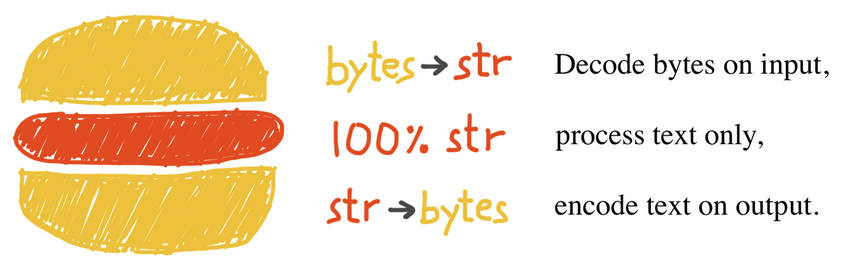 bytes → str Decode bytes on input,
100% str process text only,
str → bytes encode text on output.